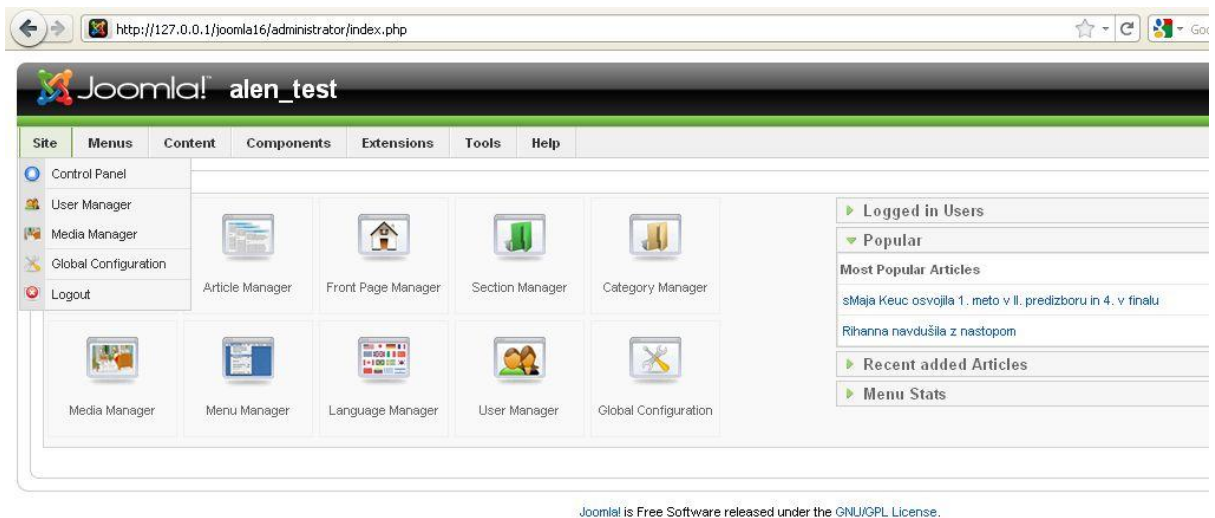 http://127.0.0.1/joomla16/administrator/index.php
Joomla! alen_test
Site Menus Content Components Extensions Tools Help
Control Panel
User Manager
Media Manager
Global Configuration
Logout
Article Manager Front Page Manager Section Manager Category Manager
Media Manager Menu Manager Language Manager User Manager Global Configuration
Logged in Users
Popular
Most Popular Articles
sMaja Keuc osvojila 1. meto v II. predizboru in 4. v finalu
Rihanna navdušila z nastopom
Recent added Articles
Menu Stats
Joomla! is Free Software released under the GNU/GPL License.